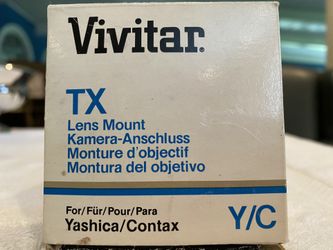 Vivitar.
TX
Lens Mount
Kamera-Anschluss
Monture d'objectif
Montura del objetivo
For/Für/Pour/Para
Yashica/Contax
Y/C